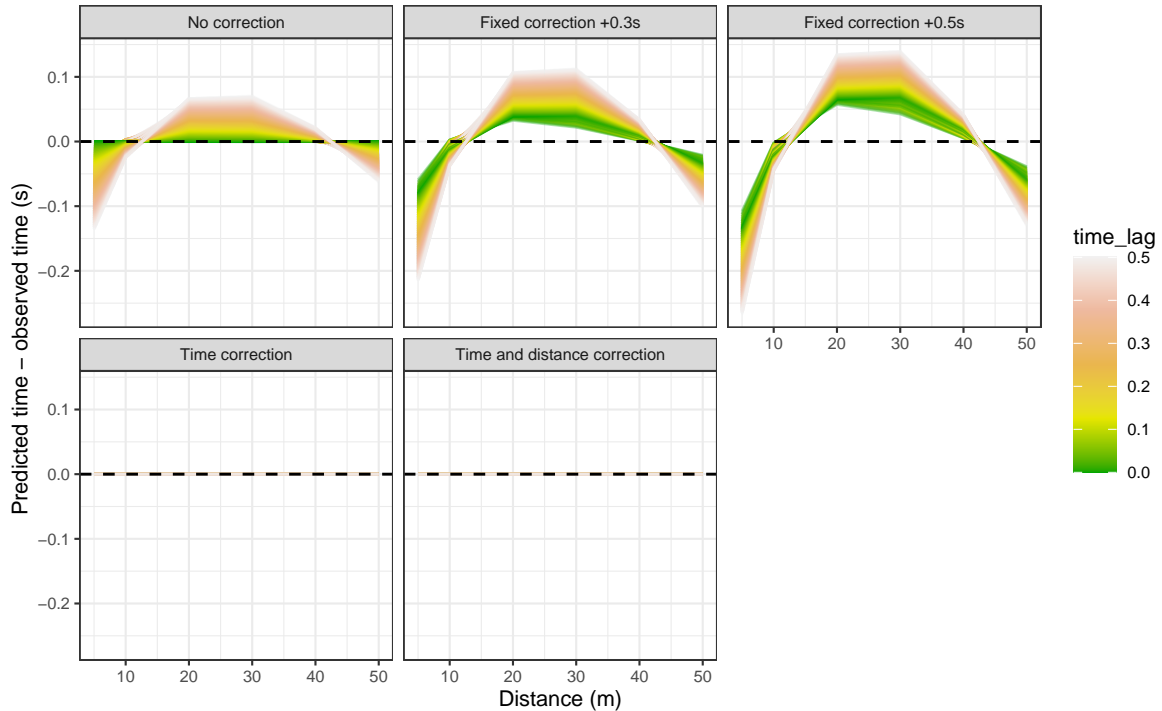 No correction
Fixed correction +0.3s
Fixed correction +0.5s
0.1
0.0
−0.1
−0.2
10 20 30 40 50
Time correction
Time and distance correction
0.1
0.0
−0.1
−0.2
10 20 30 40 50
10 20 30 40 50
Distance (m)
Predicted time − observed time (s)
time_lag
0.5
0.4
0.3
0.2
0.1
0.0